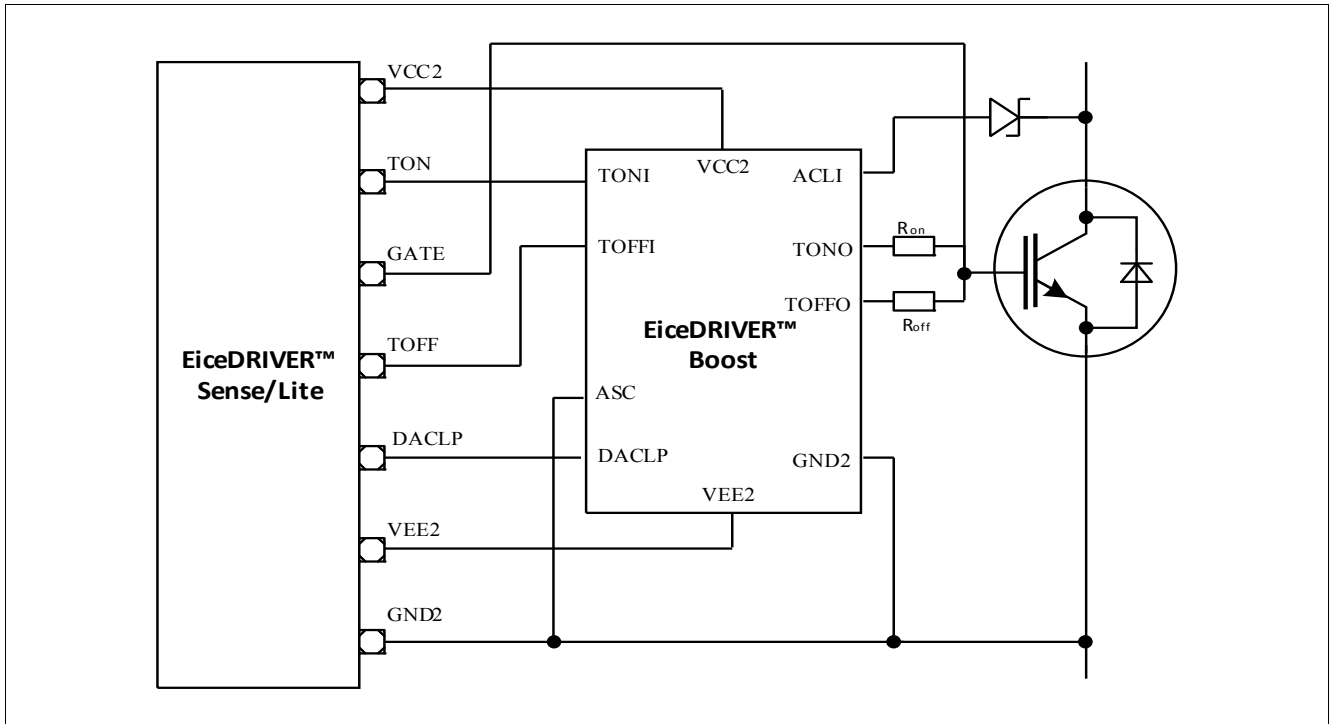 VCC2
TON
GATE
TOFF
DACLP
VEE2
GND2
EiceDRIVER™
Sense/Lite
TONI
VCC2
ACLI
TOFFI
TONO
TOFFO
EiceDRIVER™
Boost
ASC
DACLP
GND2
VEE2
Ron
Roff